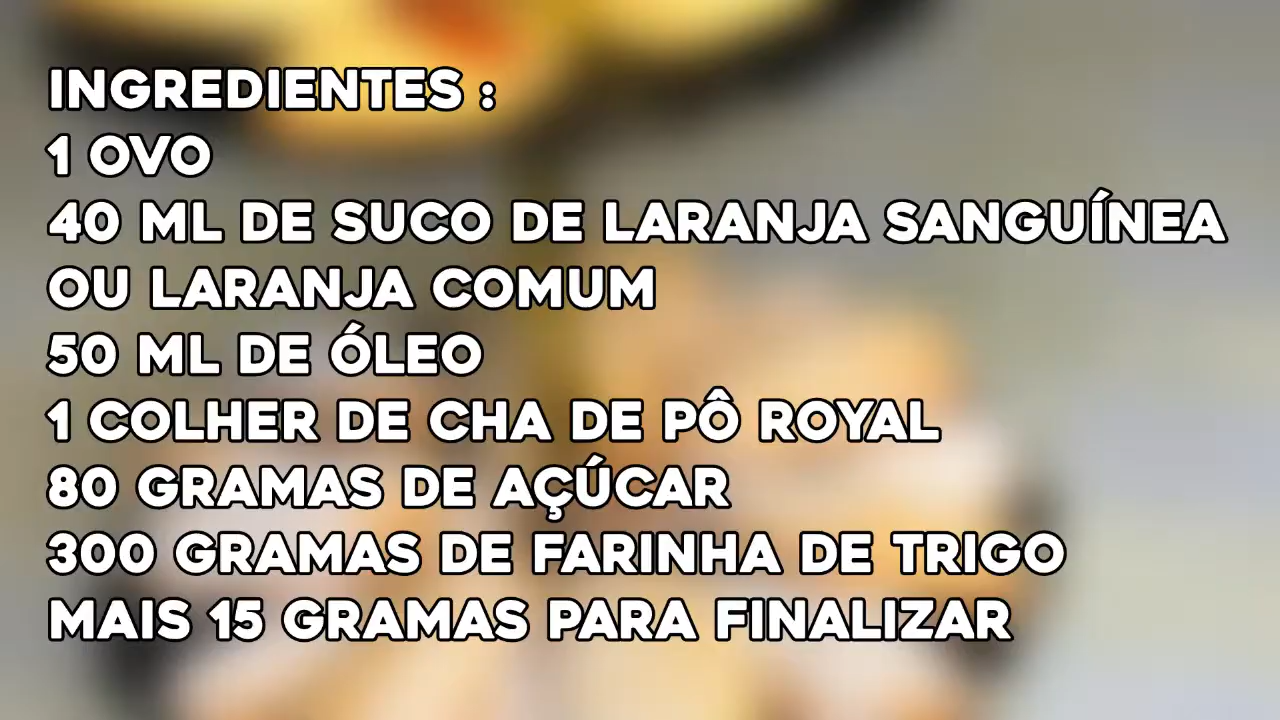 INGREDIENTES :
1 OVO
40 ML DE SUCO DE LARANJA SANGUÍNEA
OU LARANJA COMUM
50 ML DE ÓLEO
1 COLHER DE CHA DE PÔ ROYAL
80 GRAMAS DE AÇÚCAR
300 GRAMAS DE FARINHA DE TRIGO
MAIS 15 GRAMAS PARA FINALIZAR